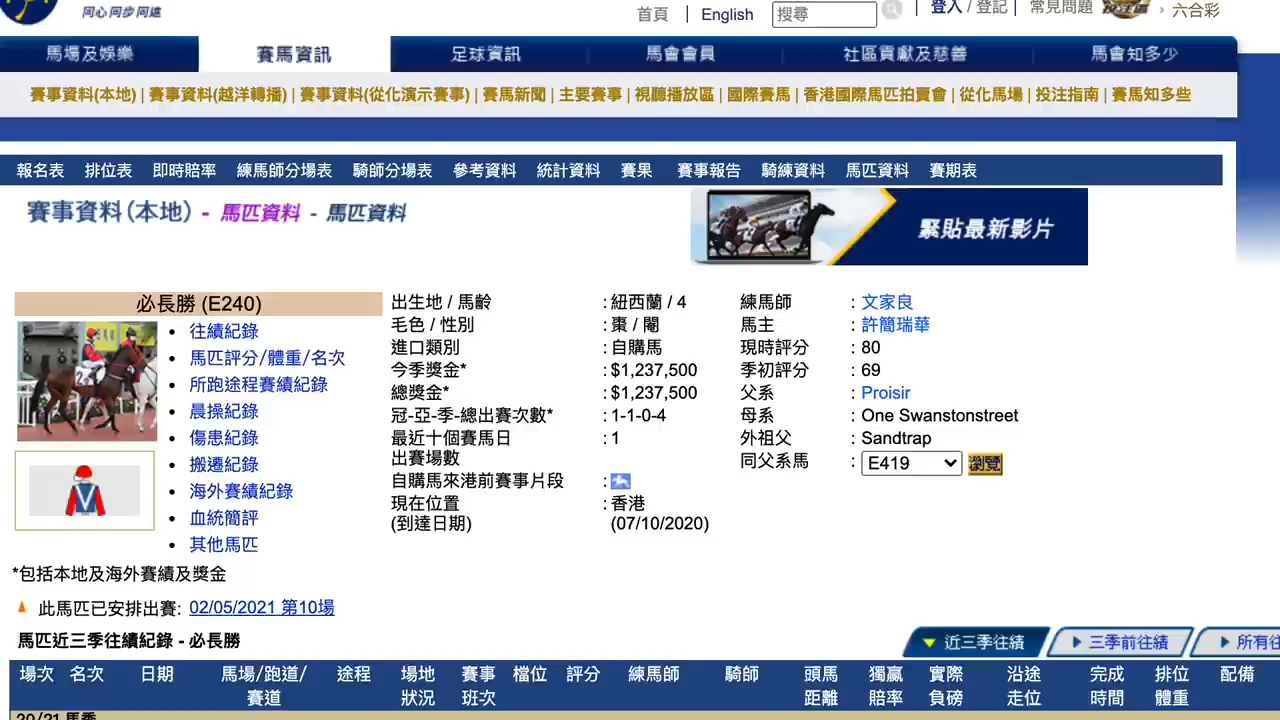 同心同步同進
首頁 | English 搜尋 | 登入 / 登記 | 常見問題 › 六合彩
馬場及娛樂 賽馬資訊 足球資訊 馬會會員 社區貢獻及慈善 馬會知多少
賽事資料(本地) | 賽事資料(越洋轉播) | 賽事資料(從化演示賽事) | 賽馬新聞 | 主要賽事 | 視聽播放區 | 國際賽馬 | 香港國際馬匹拍賣會 | 從化馬場 | 投注指南 | 賽馬知多些
報名表 排位表 即時賠率 練馬師分場表 騎師分場表 參考資料 統計資料 賽果 賽事報告 騎練資料 馬匹資料 賽期表
賽事資料(本地) - 馬匹資料 - 馬匹資料
緊貼最新影片
必長勝 (E240)
• 往績紀錄
• 馬匹評分/體重/名次
• 所跑途程賽績紀錄
• 晨操紀錄
• 傷患紀錄
• 搬遷紀錄
• 海外賽績紀錄
• 血統簡評
• 其他馬匹
出生地 / 馬齡 : 紐西蘭 / 4
毛色 / 性別 : 棗 / 閹
進口類別 : 自購馬
今季獎金* : $1,237,500
總獎金* : $1,237,500
冠-亞-季-總出賽次數* : 1-1-0-4
最近十個賽馬日 : 1
出賽場數
自購馬來港前賽事片段 :
現在位置 : 香港
(到達日期) (07/10/2020)
練馬師 : 文家良
馬主 : 許簡瑞華
現時評分 : 80
季初評分 : 69
父系 : Proisir
母系 : One Swanstonstreet
外祖父 : Sandtrap
同父系馬 : E419 瀏覽
*包括本地及海外賽績及獎金
此馬匹已安排出賽: 02/05/2021 第10場
馬匹近三季往績紀錄 - 必長勝
近三季往績 三季前往績 所有往
場次 名次 日期 馬場/跑道/ 途程 場地 賽事 檔位 評分 練馬師 騎師 頭馬 獨贏 實際 沿途 完成 排位 配備
賽道 狀況 班次 距離 賠率 負磅 走位 時間 體重
20/21 馬季